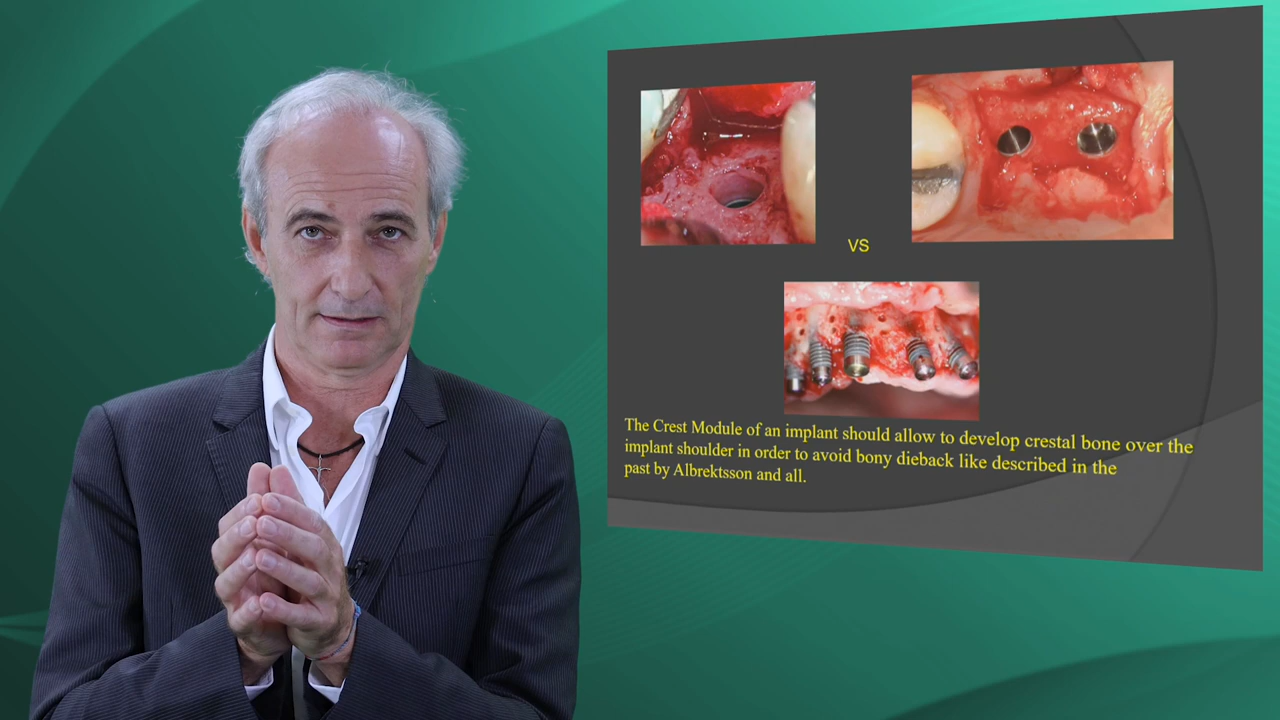 VS
The Crest Module of an implant should allow to develop crestal bone over the
implant shoulder in order to avoid bony dieback like described in the
past by Albrektsson and all.